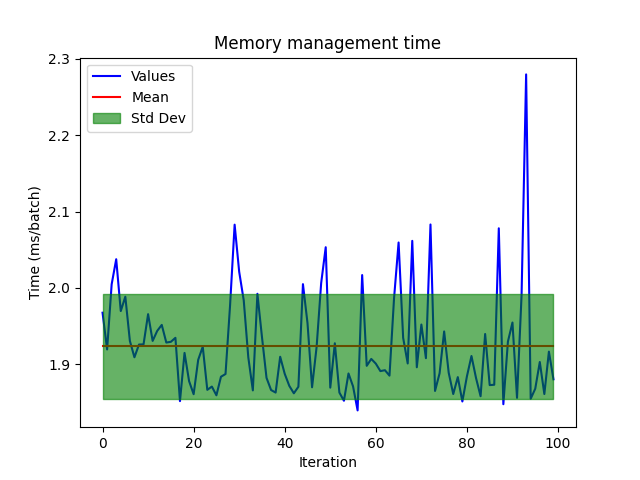 Memory management time
Values
Mean
Std Dev
2.3
2.2
2.1
2.0
1.9
Time (ms/batch)
0 20 40 60 80 100
Iteration